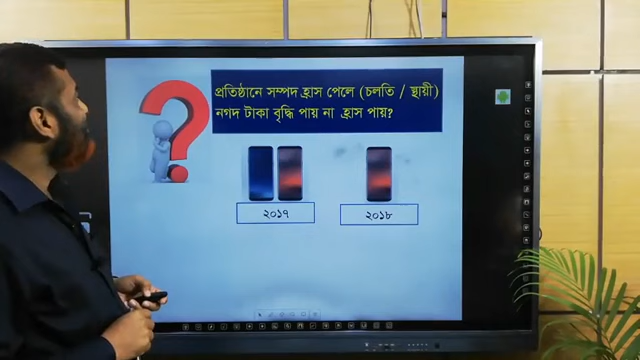 প্রতিষ্ঠানে সম্পদ হ্রাস পেলে (চলতি / স্থায়ী)
নগদ টাকা বৃদ্ধি পায় না হ্রাস পায়?
২০১৭
২০১৮